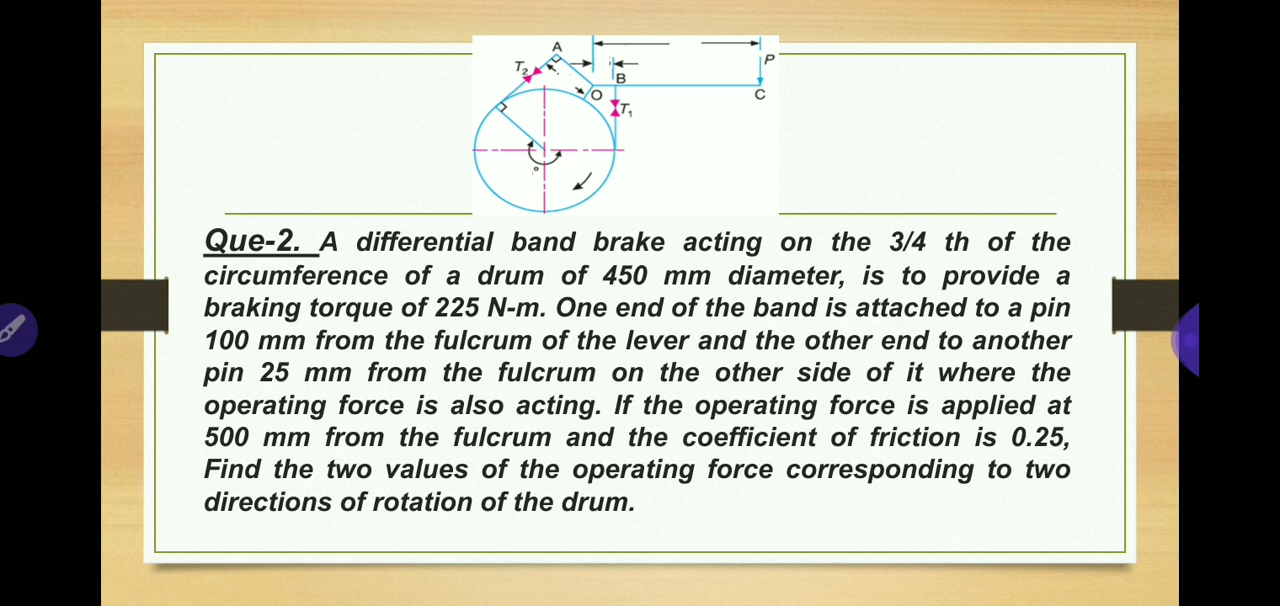 A
T2
P
B
O
C
T1
°
Que-2. A differential band brake acting on the 3/4 th of the
circumference of a drum of 450 mm diameter, is to provide a
braking torque of 225 N-m. One end of the band is attached to a pin
100 mm from the fulcrum of the lever and the other end to another
pin 25 mm from the fulcrum on the other side of it where the
operating force is also acting. If the operating force is applied at
500 mm from the fulcrum and the coefficient of friction is 0.25,
Find the two values of the operating force corresponding to two
directions of rotation of the drum.